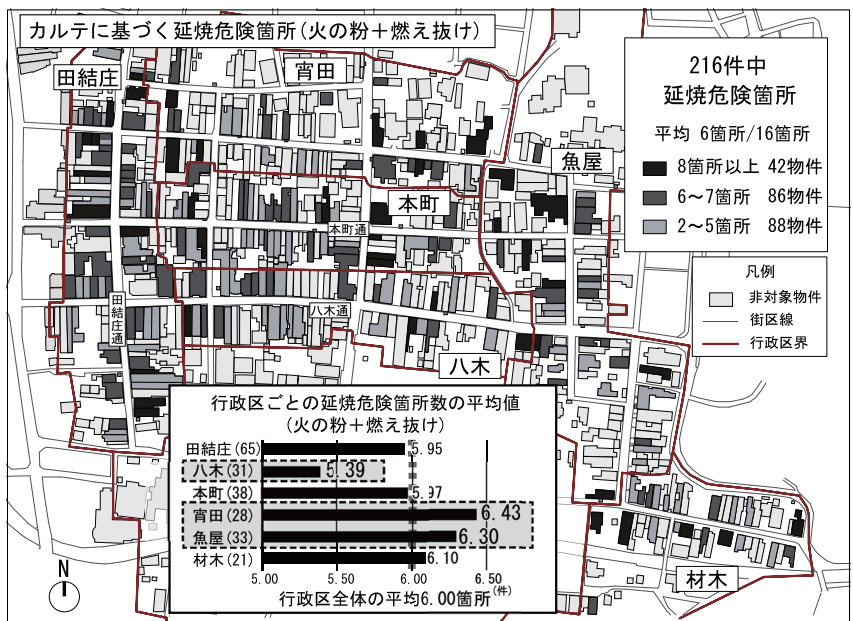 カルテに基づく延焼危険箇所(火の粉+燃え抜け)
田結庄
宵田
216件中
延焼危険箇所
平均 6箇所/16箇所
8箇所以上 42物件
6～7箇所 86物件
2～5箇所 88物件
魚屋
本町
本町通
凡例
非対象物件
街区線
行政区界
田結庄通
八木通
八木
行政区ごとの延焼危険箇所数の平均値
(火の粉+燃え抜け)
田結庄(65) 5.95
八木(31) 5.39
本町(38) 5.97
宵田(28) 6.43
魚屋(33) 6.30
材木(21) 6.10
5.00 5.50 6.00 6.50
(件)
行政区全体の平均6.00箇所
材木
N